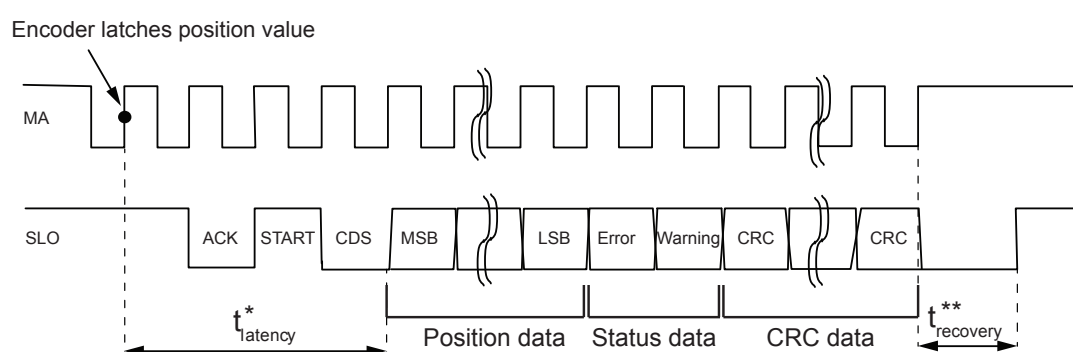 Encoder latches position value
MA
SLO
ACK START CDS MSB LSB Error Warning CRC CRC
t*latency
Position data Status data CRC data
t**recovery